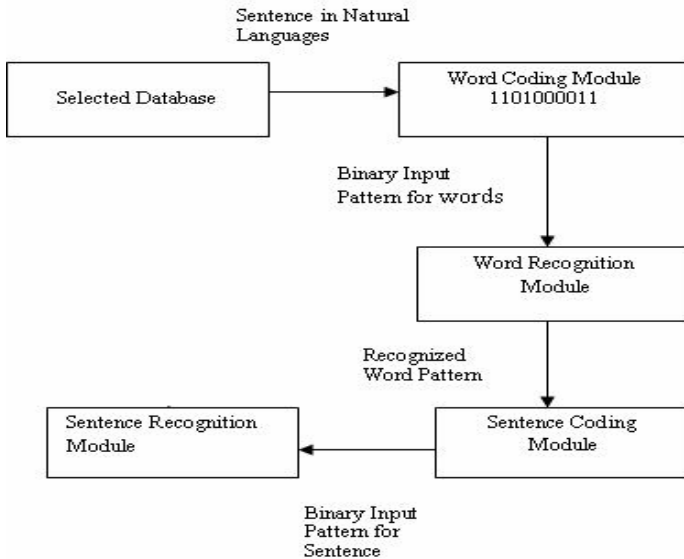 Sentence in Natural
Languages
Selected Database
Word Coding Module
1101000011
Binary Input
Pattern for words
Word Recognition
Module
Recognized
Word Pattern
Sentence Recognition
Module
Sentence Coding
Module
Binary Input
Pattern for
Sentence